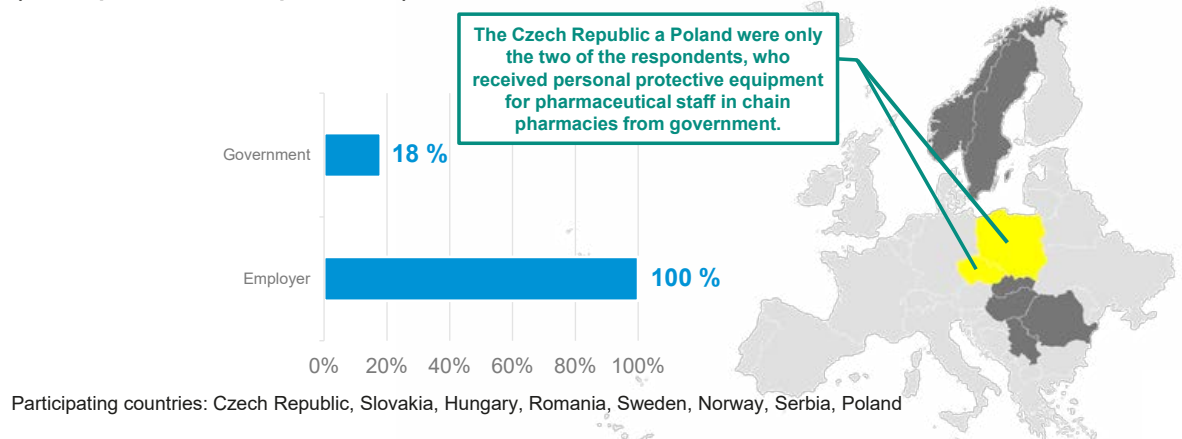 The Czech Republic a Poland were only
the two of the respondents, who
received personal protective equipment
for pharmaceutical staff in chain
pharmacies from government.
Government
18 %
Employer
100 %
0%
20%
40%
60%
80%
100%
Participating countries: Czech Republic, Slovakia, Hungary, Romania, Sweden, Norway, Serbia, Poland